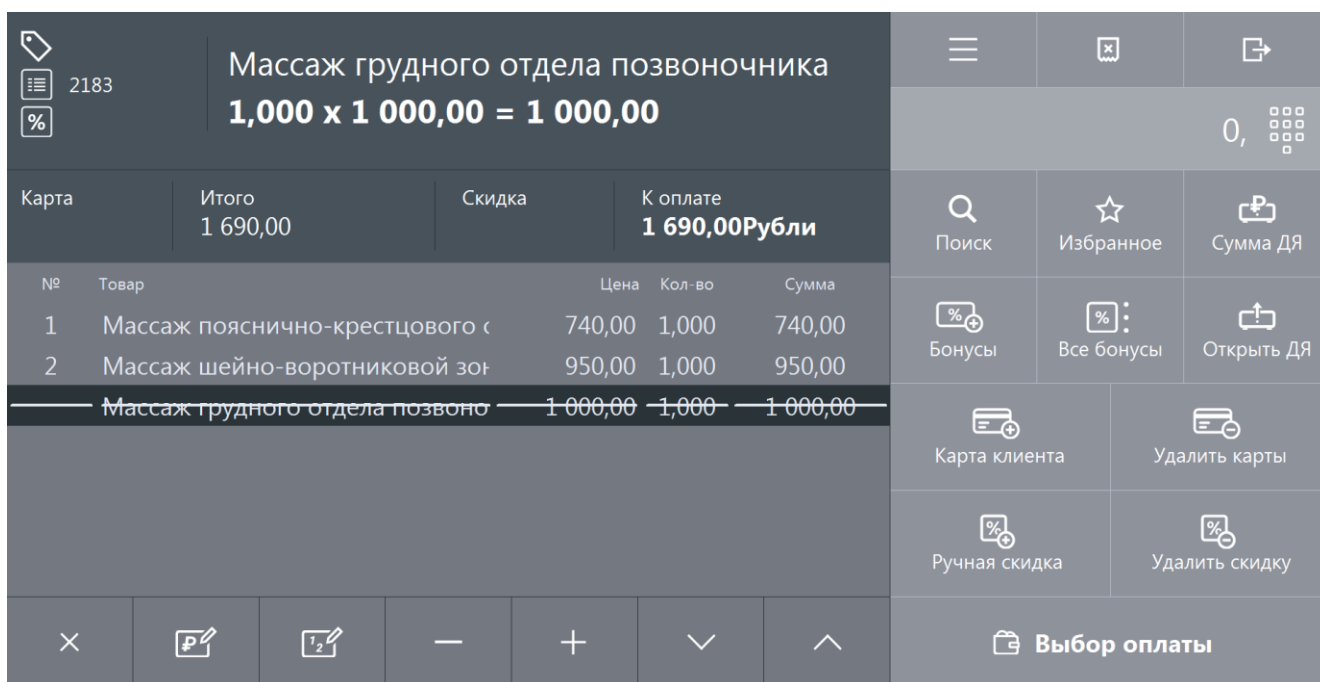 2183
%
Массаж грудного отдела позвоночника
1,000 x 1 000,00 = 1 000,00
0,
Карта Итого Скидка К оплате
1 690,00 1 690,00Рубли
№ Товар Цена Кол-во Сумма
1 Массаж пояснично-крестцового с 740,00 1,000 740,00
2 Массаж шейно-воротниковой зон 950,00 1,000 950,00
Массаж грудного отдела позвоно 1 000,00 1,000 1 000,00
Поиск Избранное Сумма ДЯ
Бонусы Все бонусы Открыть ДЯ
Карта клиента Удалить карты
Ручная скидка Удалить скидку
Выбор оплаты